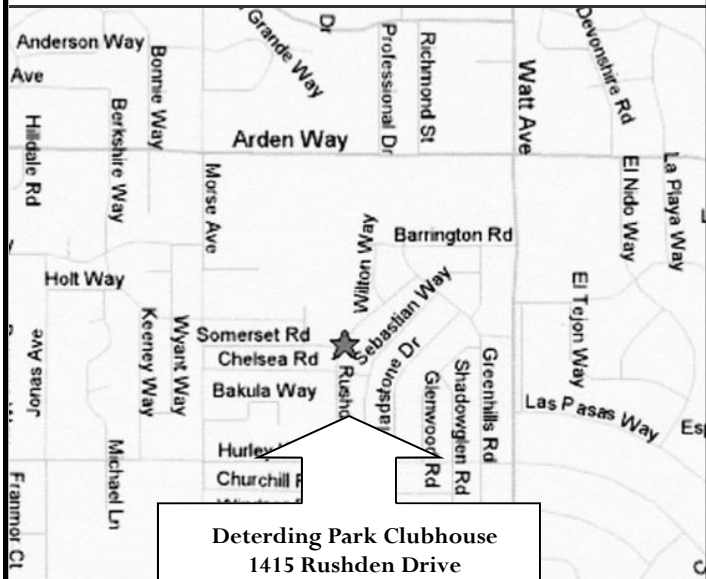 Dr
Grande Way
Anderson Way
Bonnie Way
Professional Dr
Richmond St
Watt Ave
Devonshire Rd
Ave
Berkshire Way
Hilldale Rd
Arden Way
Morse Ave
El Nido Way
La Playa Way
Wilton Way
Barrington Rd
Holt Way
Sebastian Way
El Tejon Way
Keeney Way
Wyant Way
Somerset Rd
Jonas Ave
Chelsea Rd
Greenhills Rd
Shadowglen Rd
Glenwood Rd
Bakula Way
Las Pasas Way
Michael Ln
Hurley
Churchill
Franmor Ct
Deterding Park Clubhouse
1415 Rushden Drive